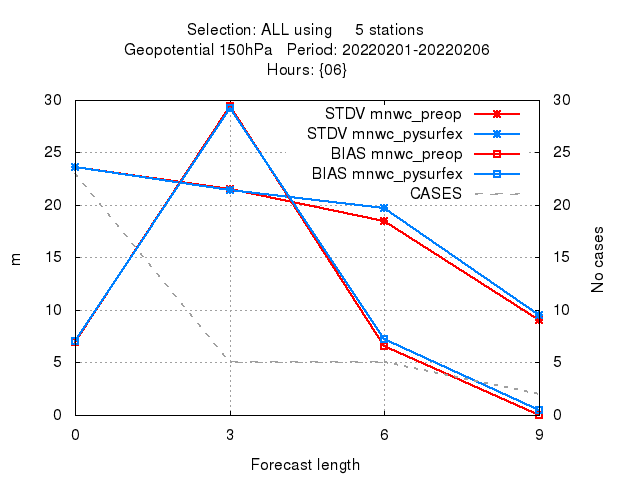 Selection: ALL using 5 stations
Geopotential 150hPa Period: 20220201-20220206
Hours: {06}
30 30
STDV mnwc_preop
STDV mnwc_pysurfex
BIAS mnwc_preop
BIAS mnwc_pysurfex
CASES
25 25
20 20
15 15
10 10
5 5
0 0
m
No cases
0 3 6 9
Forecast length